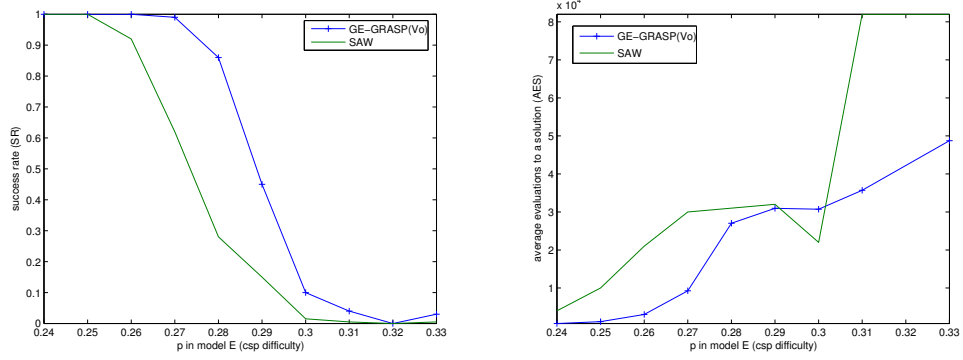 1
0.9
0.8
0.7
0.6
0.5
0.4
0.3
0.2
0.1
0
success rate (SR)
GE-GRASP(Vo)
SAW
0.24 0.25 0.26 0.27 0.28 0.29 0.3 0.31 0.32 0.33
p in model E (csp difficulty)
x 10⁴
8
7
6
5
4
3
2
1
average evaluations to a solution (AES)
GE-GRASP(Vo)
SAW
0.24 0.25 0.26 0.27 0.28 0.29 0.3 0.31 0.32 0.33
p in model E (csp difficulty)